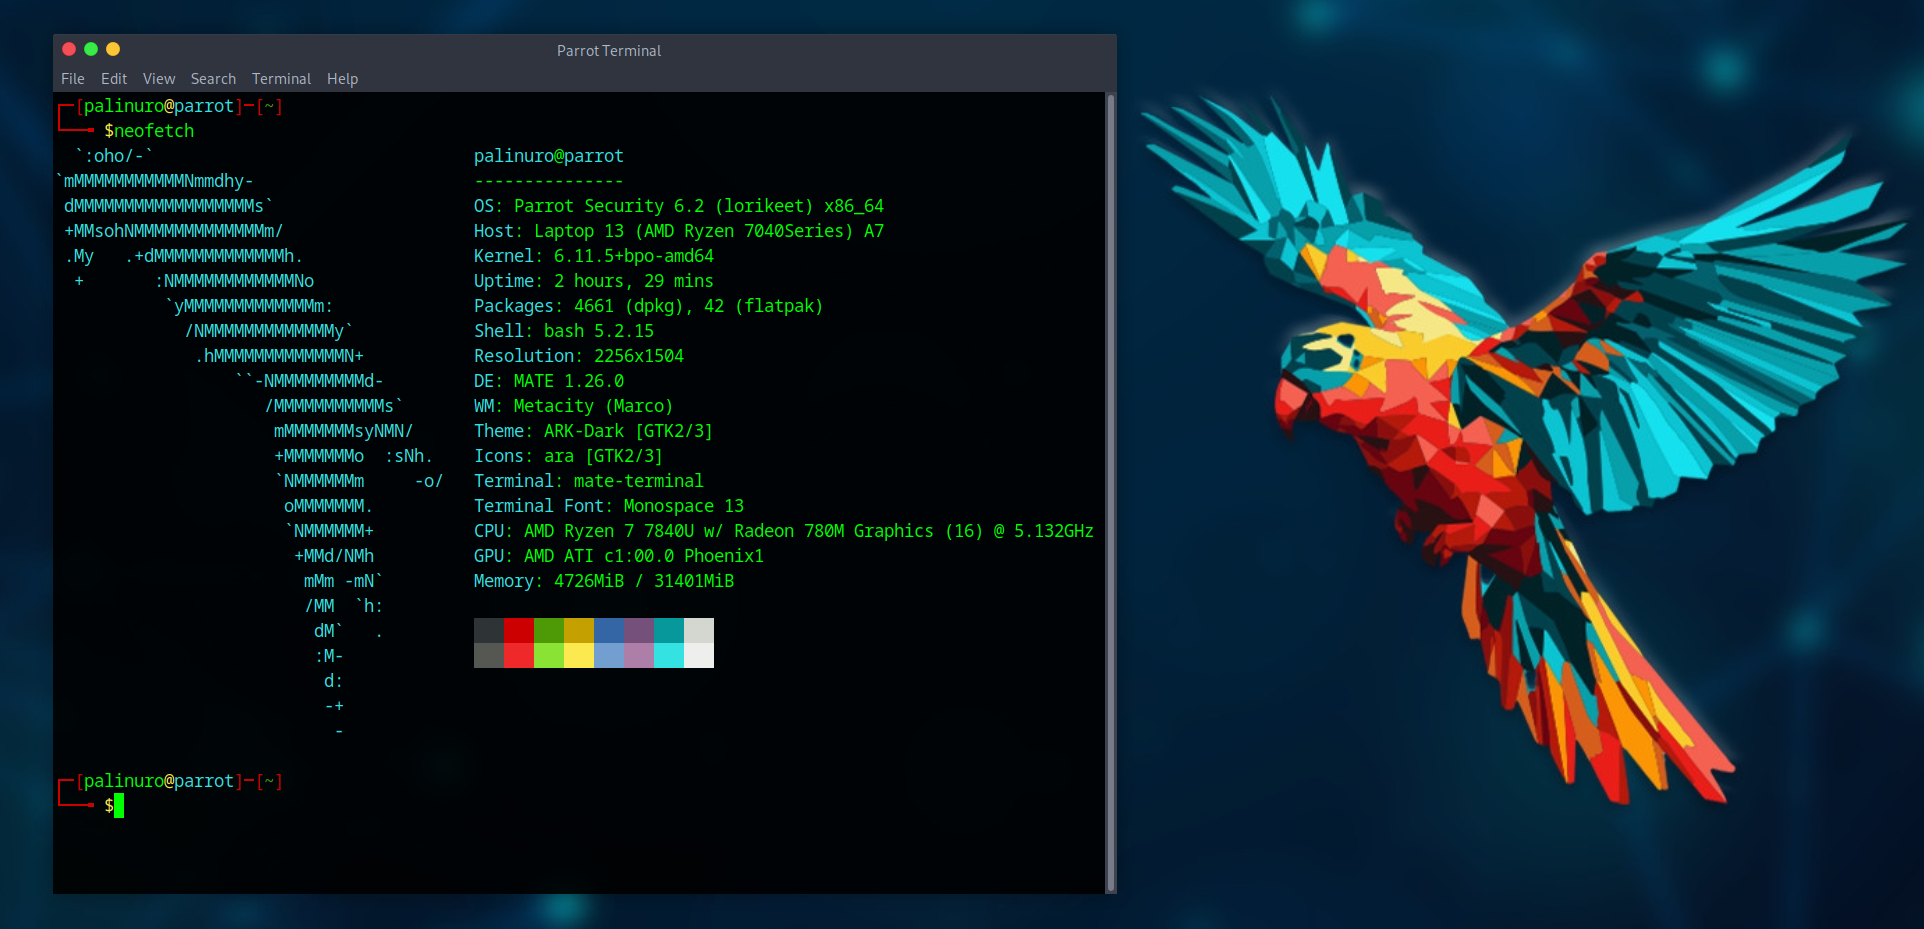 Parrot Terminal
File Edit View Search Terminal Help
┌─[palinuro@parrot]─[~]
└──╼ $neofetch
`:oho/-` palinuro@parrot
`mMMMMMMMMMMMNmmdhy- ---------------
dMMMMMMMMMMMMMMMMMMs` OS: Parrot Security 6.2 (lorikeet) x86_64
+MMsohNMMMMMMMMMMMMMm/ Host: Laptop 13 (AMD Ryzen 7040Series) A7
.My .+dMMMMMMMMMMMMMh. Kernel: 6.11.5+bpo-amd64
+ :NMMMMMMMMMMMMNo Uptime: 2 hours, 29 mins
`yMMMMMMMMMMMMMm: Packages: 4661 (dpkg), 42 (flatpak)
/NMMMMMMMMMMMMMy` Shell: bash 5.2.15
.hMMMMMMMMMMMMMN+ Resolution: 2256x1504
``-NMMMMMMMMMd- DE: MATE 1.26.0
/MMMMMMMMMMMs` WM: Metacity (Marco)
mMMMMMMMsyNMN/ Theme: ARK-Dark [GTK2/3]
+MMMMMMMo :sNh. Icons: ara [GTK2/3]
`NMMMMMMm -o/ Terminal: mate-terminal
oMMMMMMM. Terminal Font: Monospace 13
`NMMMMMM+ CPU: AMD Ryzen 7 7840U w/ Radeon 780M Graphics (16) @ 5.132GHz
+MMd/NMh GPU: AMD ATI c1:00.0 Phoenix1
mMm -mN` Memory: 4726MiB / 31401MiB
/MM `h:
dM` .
:M-
d:
-+
-
┌─[palinuro@parrot]─[~]
└──╼ $